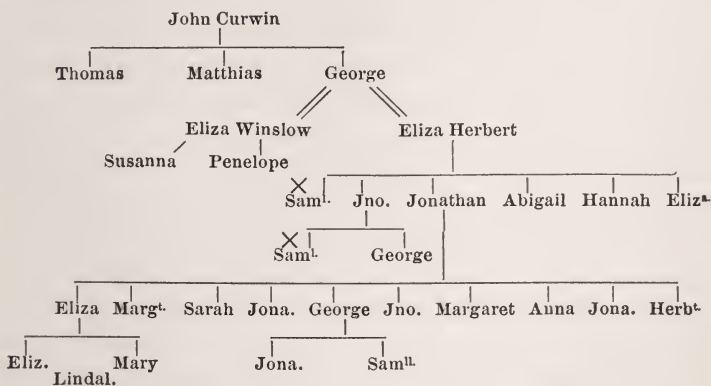 John Curwin
Thomas Matthias George
Eliza Winslow Eliza Herbert
Susanna Penelope
Saml. Jno. Jonathan Abigail Hannah Eliza.
Saml. George
Eliza Margt. Sarah Jona. George Jno. Margaret Anna Jona. Herbt.
Eliz. Mary Jona. Samll.
Lindal.